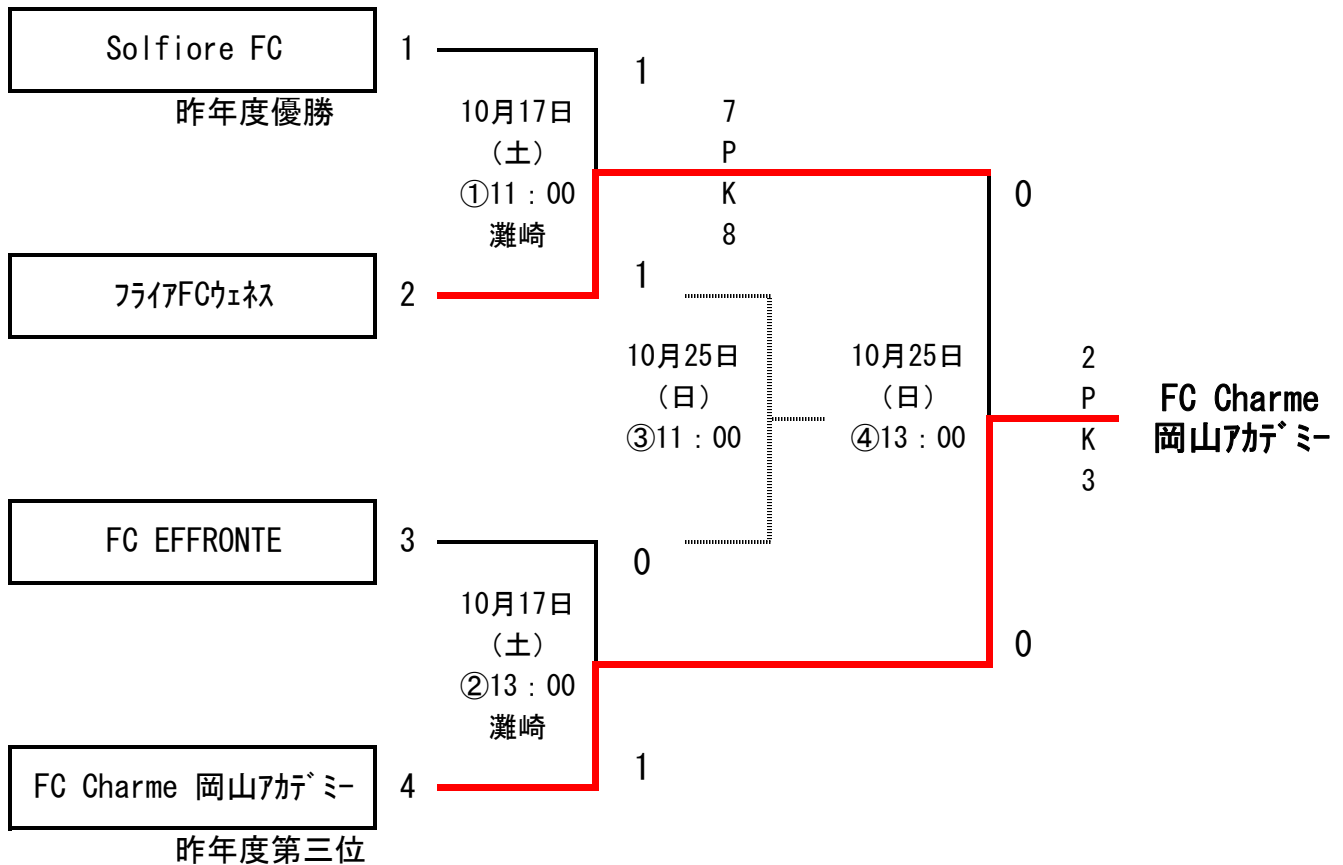 Solfiore FC
1
昨年度優勝
10月17日
（土）
①11：00
灘崎
1
7
P
K
8
1
0
ﾌﾗｲｱFCｳｪﾈｽ
2
10月25日
（日）
③11：00
10月25日
（日）
④13：00
2
P
K
3
FC Charme
岡山ｱｶﾃﾞﾐｰ
FC EFFRONTE
3
0
10月17日
（土）
②13：00
灘崎
0
1
FC Charme 岡山ｱｶﾃﾞﾐｰ
4
昨年度第三位